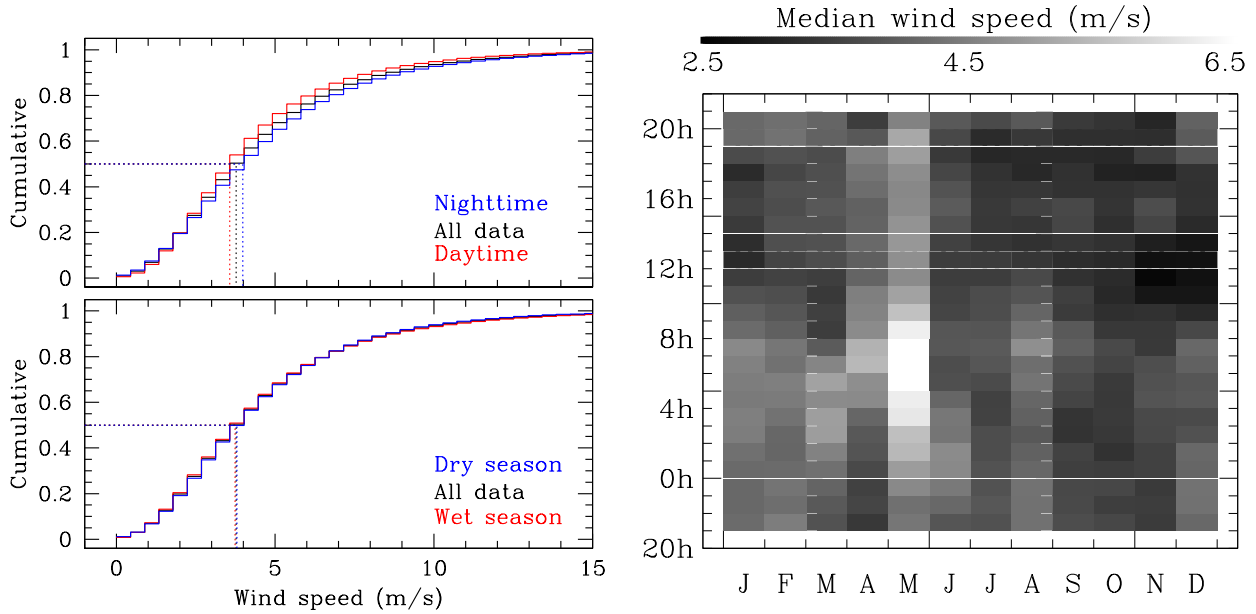 1
0.8
0.6
0.4
0.2
0
Cumulative
Nighttime
All data
Daytime
1
0.8
0.6
0.4
0.2
0
Cumulative
Dry season
All data
Wet season
0 5 10 15
Wind speed (m/s)
Median wind speed (m/s)
2.5 4.5 6.5
20h
16h
12h
8h
4h
0h
20h
J F M A M J J A S O N D